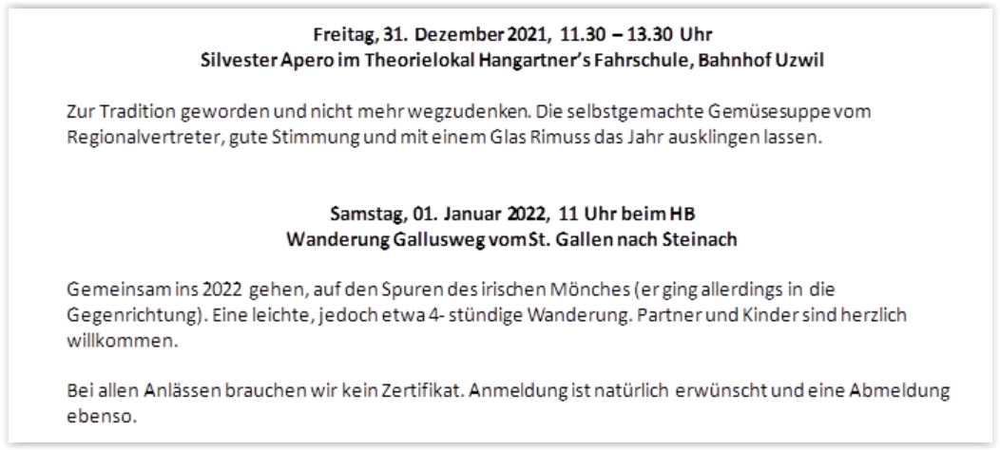 Freitag, 31. Dezember 2021, 11.30 – 13.30 Uhr
Silvester Apero im Theorielokal Hangartner’s Fahrschule, Bahnhof Uzwil
Zur Tradition geworden und nicht mehr wegzudenken. Die selbstgemachte Gemüsesuppe vom
Regionalvertreter, gute Stimmung und mit einem Glas Rimuss das Jahr ausklingen lassen.
Samstag, 01. Januar 2022, 11 Uhr beim HB
Wanderung Gallusweg vom St. Gallen nach Steinach
Gemeinsam ins 2022 gehen, auf den Spuren des irischen Mönches (er ging allerdings in die
Gegenrichtung). Eine leichte, jedoch etwa 4- stündige Wanderung. Partner und Kinder sind herzlich
willkommen.
Bei allen Anlässen brauchen wir kein Zertifikat. Anmeldung ist natürlich erwünscht und eine Abmeldung
ebenso.